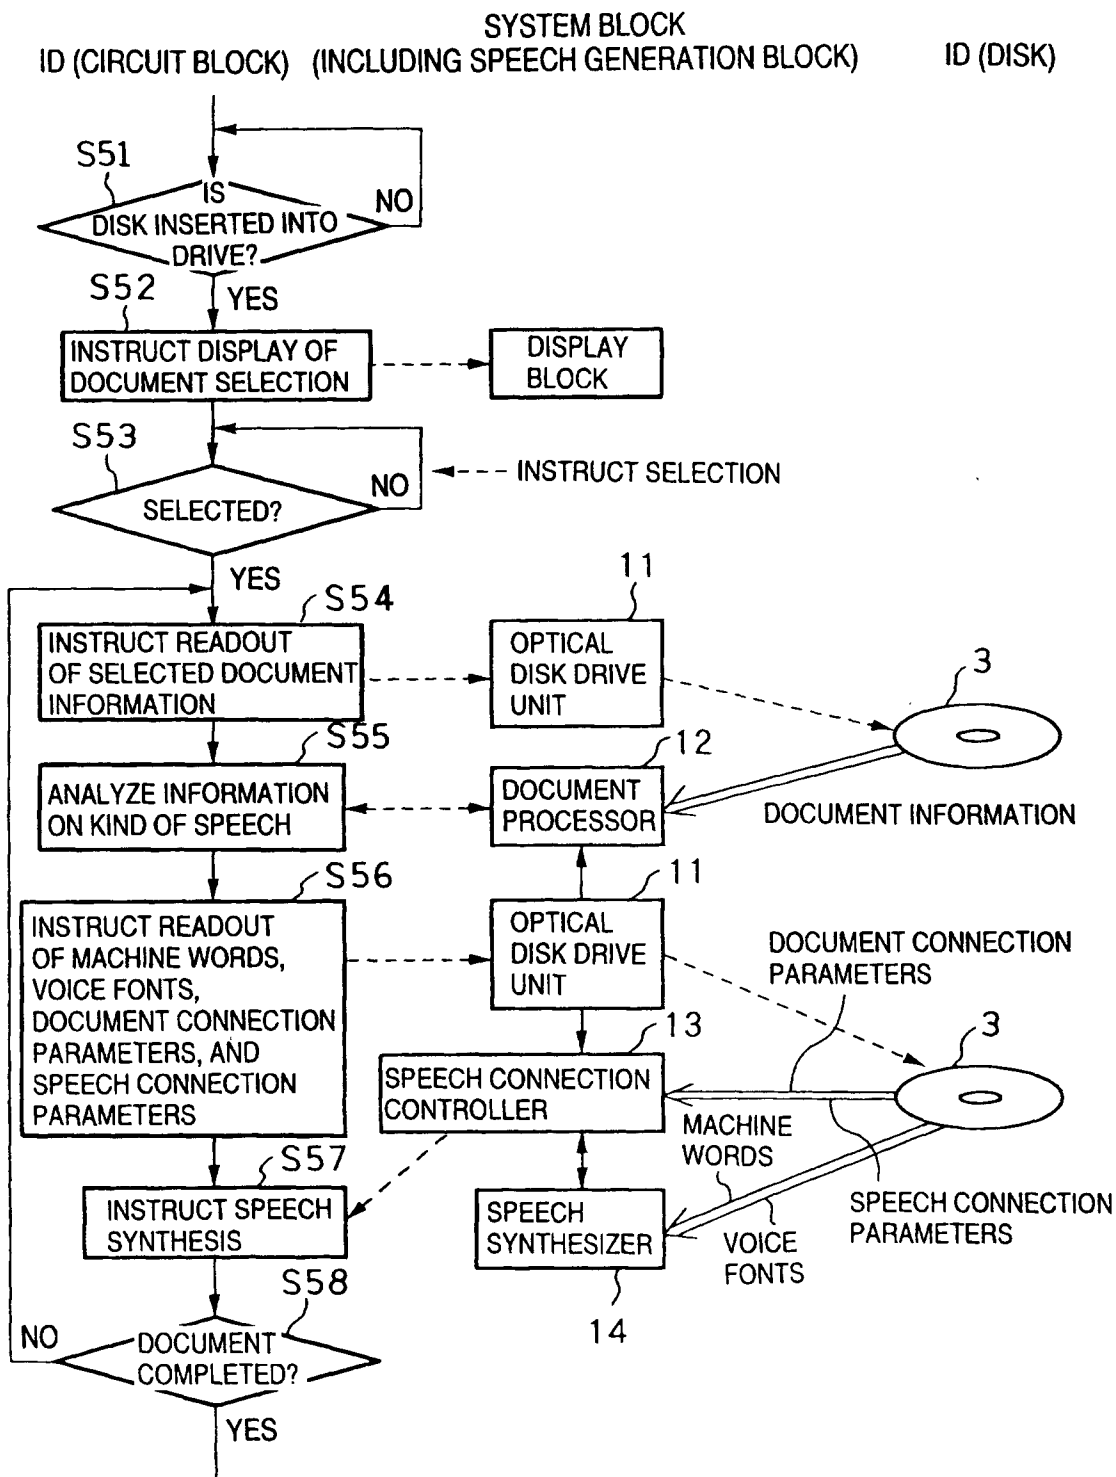 SYSTEM BLOCK
ID (CIRCUIT BLOCK) (INCLUDING SPEECH GENERATION BLOCK) ID (DISK)
S51
IS
DISK INSERTED INTO
DRIVE?
NO
YES
S52
INSTRUCT DISPLAY OF
DOCUMENT SELECTION
DISPLAY
BLOCK
S53
SELECTED?
NO
INSTRUCT SELECTION
YES
S54
INSTRUCT READOUT
OF SELECTED DOCUMENT
INFORMATION
11
OPTICAL
DISK DRIVE
UNIT
3
S55
ANALYZE INFORMATION
ON KIND OF SPEECH
12
DOCUMENT
PROCESSOR
DOCUMENT INFORMATION
S56
INSTRUCT READOUT
OF MACHINE WORDS,
VOICE FONTS,
DOCUMENT CONNECTION
PARAMETERS, AND
SPEECH CONNECTION
PARAMETERS
11
OPTICAL
DISK DRIVE
UNIT
DOCUMENT CONNECTION
PARAMETERS
13
SPEECH CONNECTION
CONTROLLER
3
MACHINE
WORDS
SPEECH CONNECTION
PARAMETERS
S57
INSTRUCT SPEECH
SYNTHESIS
SPEECH
SYNTHESIZER
VOICE
FONTS
14
S58
DOCUMENT
COMPLETED?
NO
YES